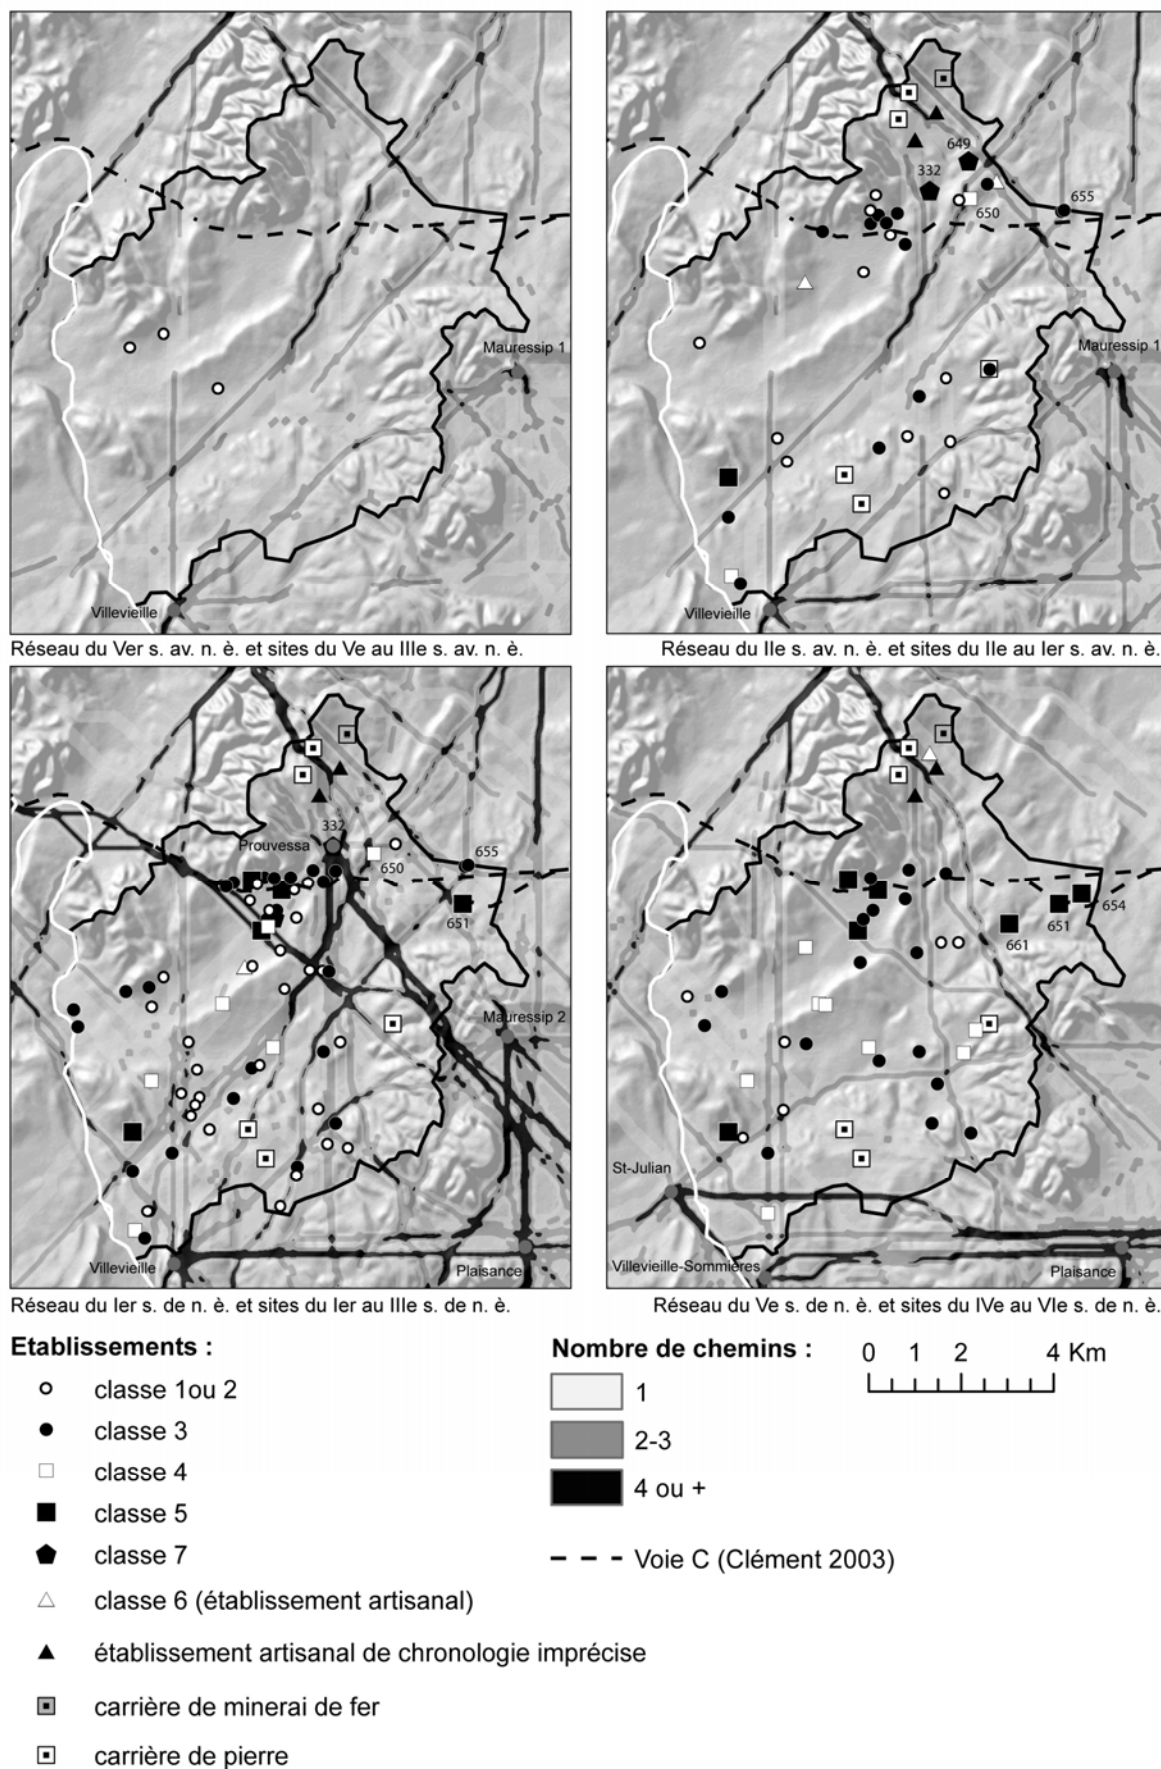 Mauressip 1
Villevieille
Réseau du Ver s. av. n. è. et sites du Ve au IIIe s. av. n. è.
649
332
655
650
Mauressip 1
Villevieille
Réseau du IIe s. av. n. è. et sites du IIe au Ier s. av. n. è.
332
Prouvessa
655
650
651
Mauressip 2
Villevieille
Plaisance
Réseau du Ier s. de n. è. et sites du Ier au IIIe s. de n. è.
654
651
661
St-Julian
Villevieille-Sommières
Plaisance
Réseau du Ve s. de n. è. et sites du IVe au VIe s. de n. è.
Etablissements :
classe 1ou 2
classe 3
classe 4
classe 5
classe 7
classe 6 (établissement artisanal)
établissement artisanal de chronologie imprécise
carrière de minerai de fer
carrière de pierre
Nombre de chemins :
1
2-3
4 ou +
Voie C (Clément 2003)
0 1 2 4 Km